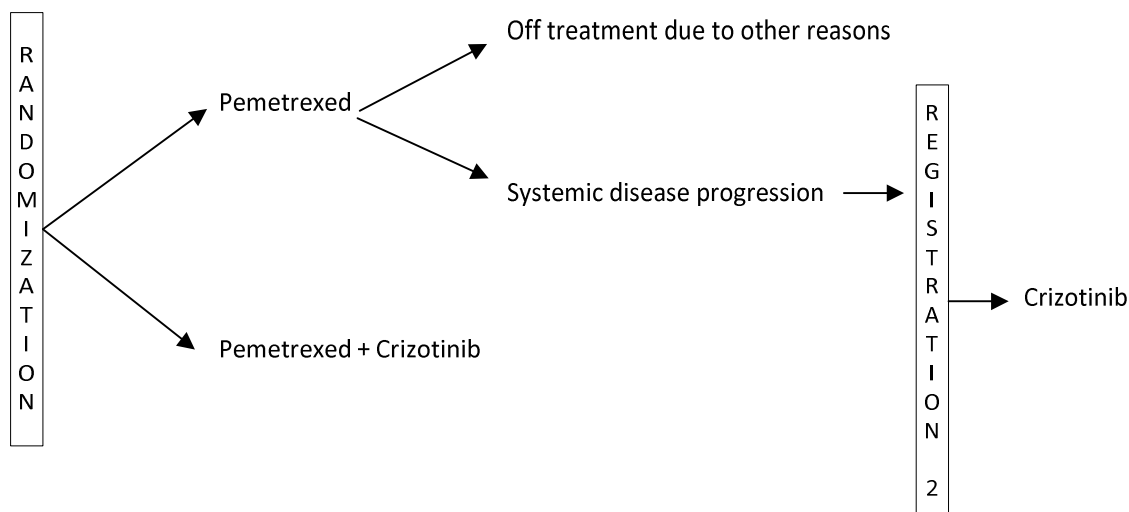 RANDOMIZATION
Pemetrexed
Pemetrexed + Crizotinib
Off treatment due to other reasons
Systemic disease progression
REGISTRATION 2
Crizotinib